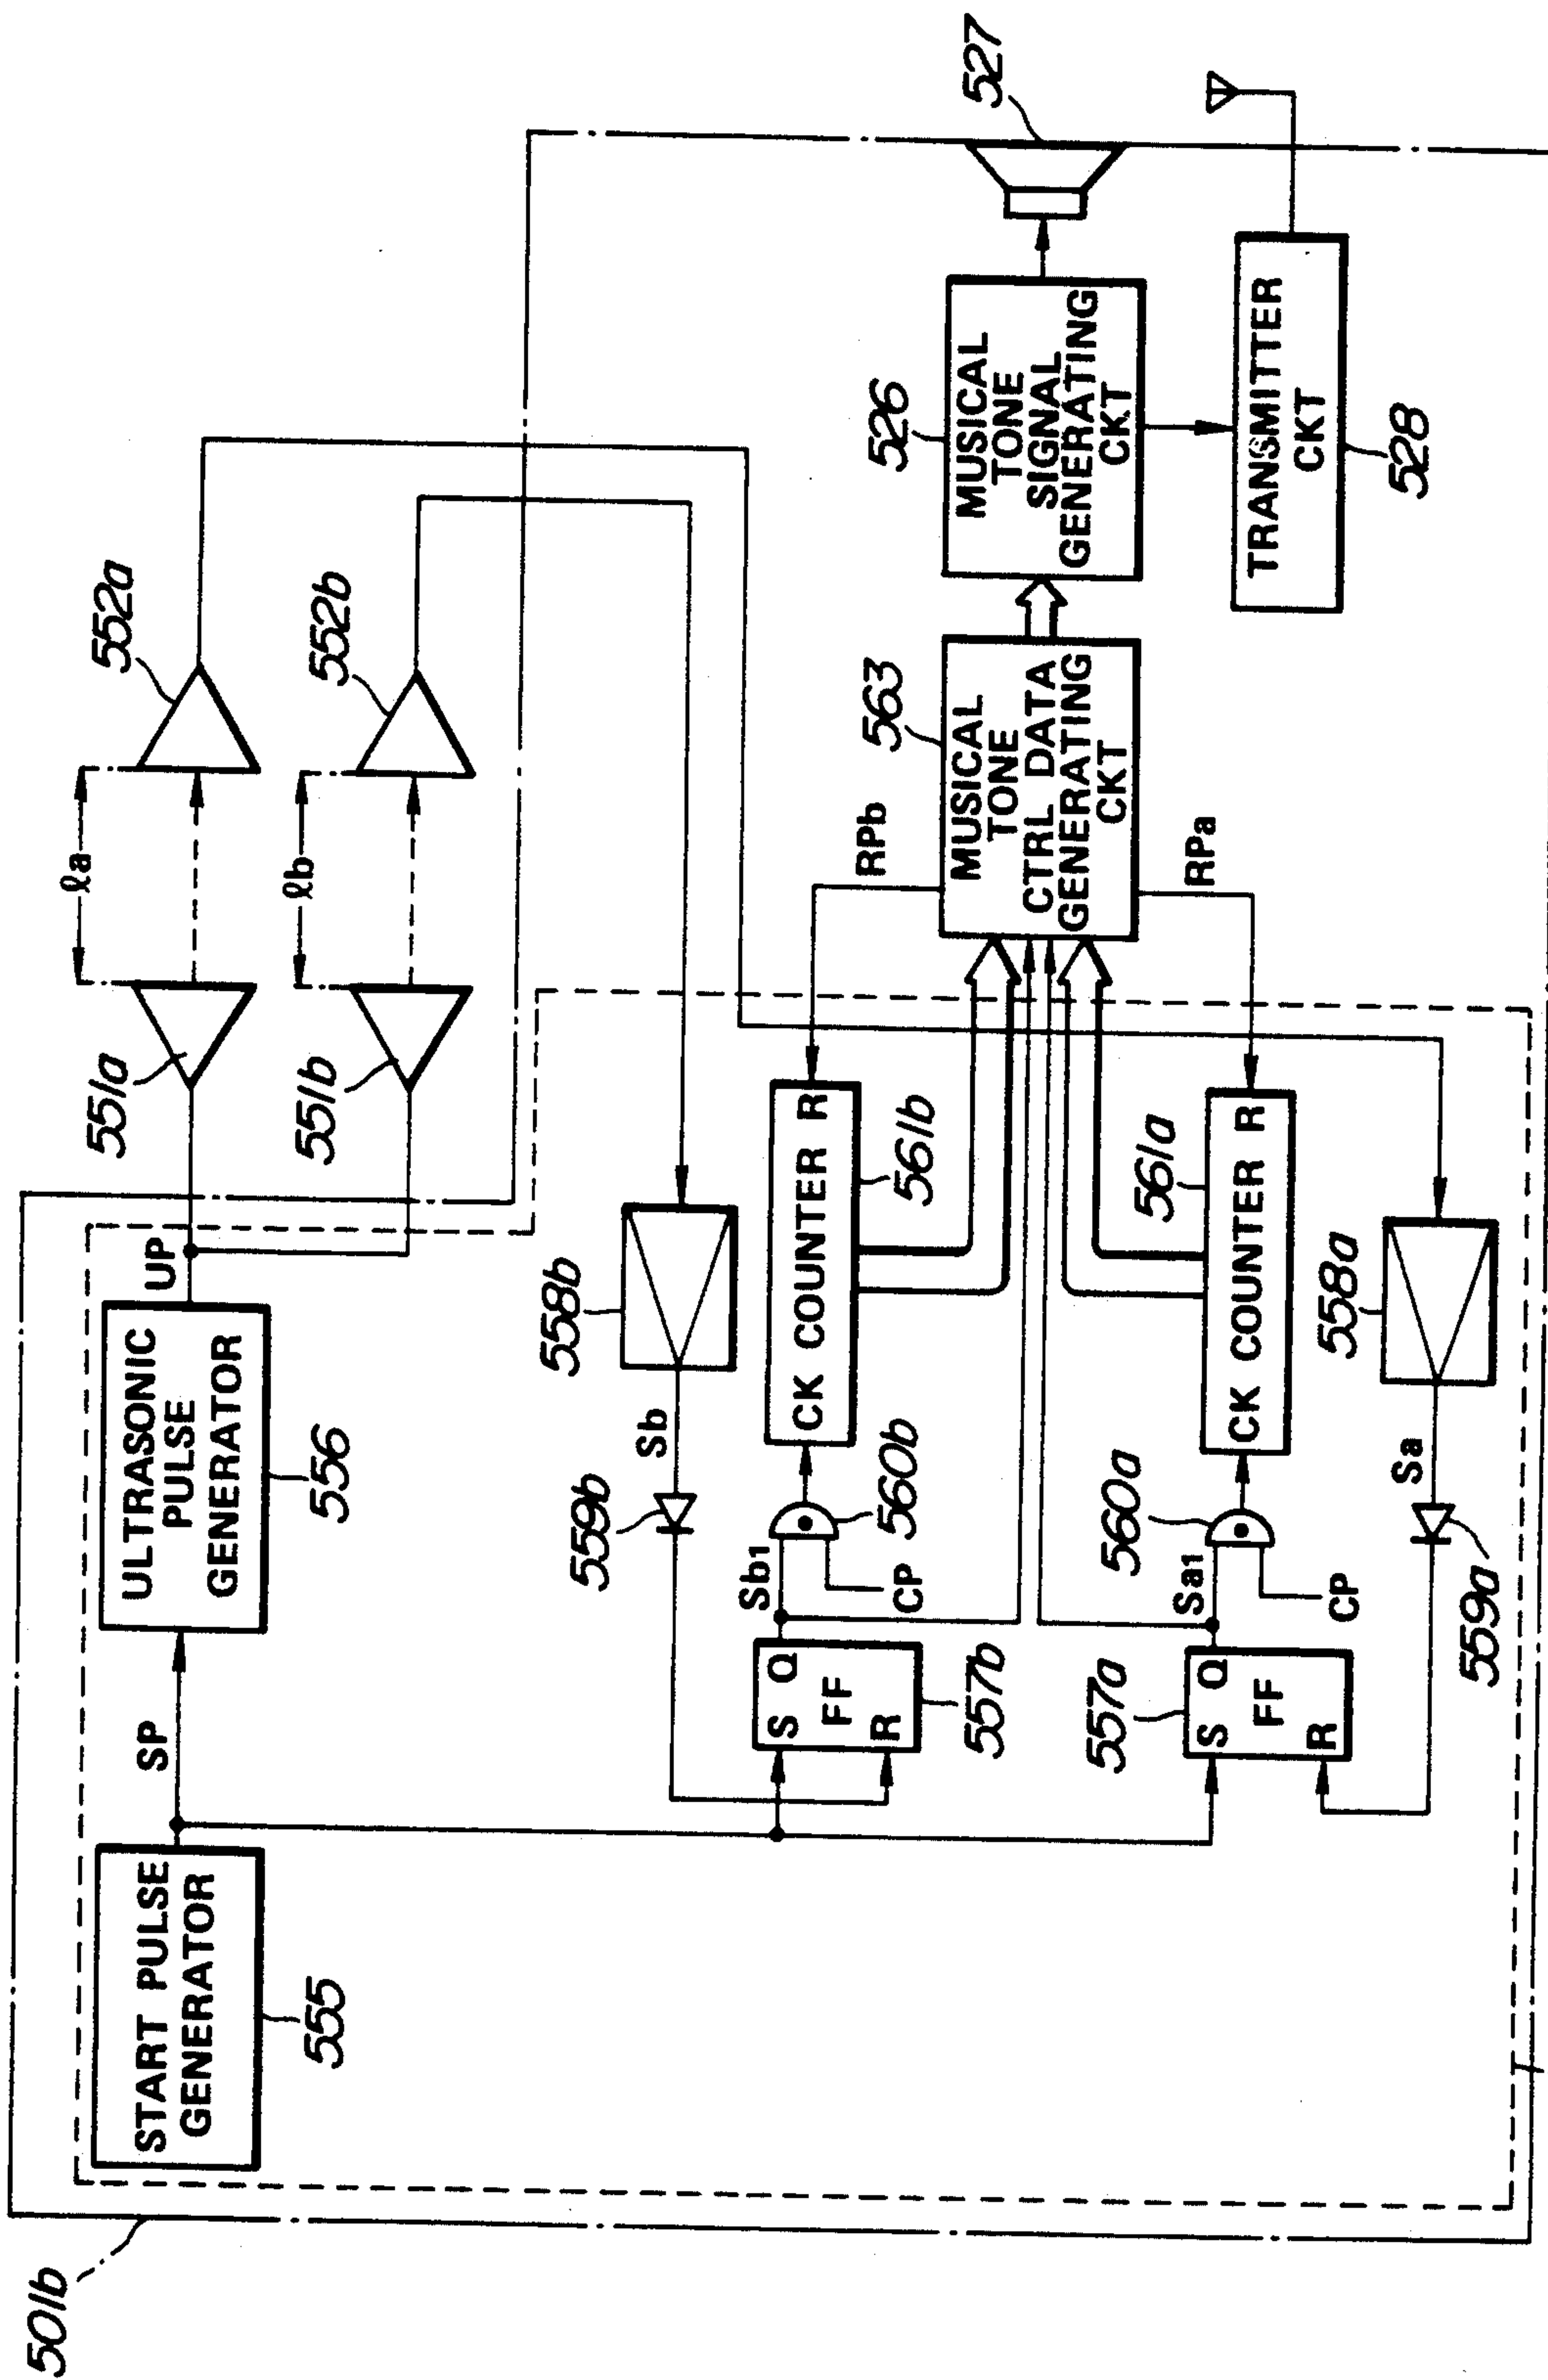 501b
START PULSE
GENERATOR
555
SP
ULTRASONIC
PULSE
GENERATOR
556
UP
551a
551b
ℓa
ℓb
552a
552b
558b
Sb
559b
S Q
FF
R
557b
Sb1
CP
560b
CK COUNTER R
561b
RPb
557a
S Q
FF
R
Sa1
CP
560a
CK COUNTER R
561a
RPa
558a
Sa
559a
563
MUSICAL
TONE
CTRL DATA
GENERATING
CKT
526
MUSICAL
TONE
SIGNAL
GENERATING
CKT
527
TRANSMITTER
CKT
528